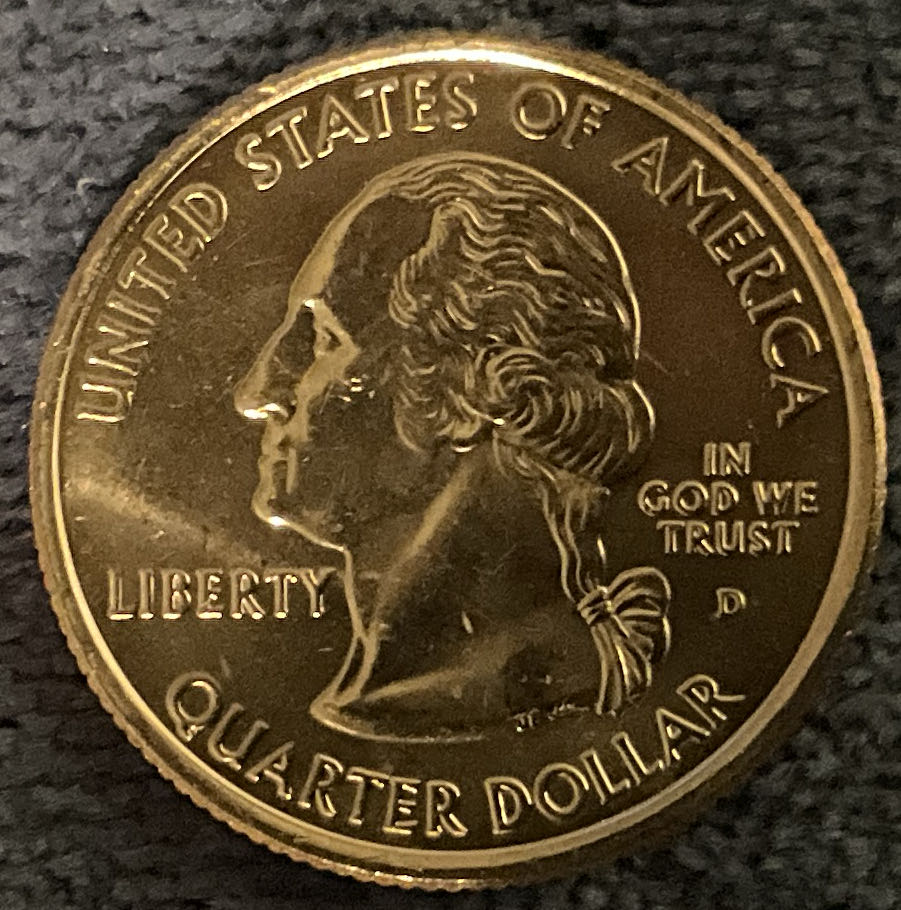 UNITED STATES OF AMERICA
IN
GOD WE
TRUST
LIBERTY
D
QUARTER DOLLAR